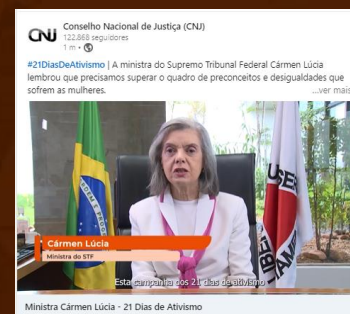 CNJ
Conselho Nacional de Justiça (CNJ)
122.868 seguidores
1 m •
#21DiasDeAtivismo | A ministra do Supremo Tribunal Federal Cármen Lúcia
lembrou que precisamos superar o quadro de preconceitos e desigualdades que
sofrem as mulheres.
...ver mais
Cármen Lúcia
Ministra do STF
Esta campanha dos 21 dias de ativismo
Ministra Cármen Lúcia - 21 Dias de Ativismo